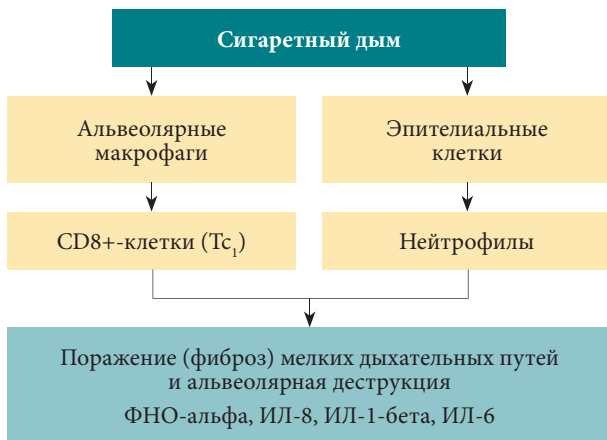 Сигаретный дым
Альвеолярные
макрофаги
Эпителиальные
клетки
CD8+-клетки (Tc₁)
Нейтрофилы
Поражение (фиброз) мелких дыхательных путей
и альвеолярная деструкция
ФНО-альфа, ИЛ-8, ИЛ-1-бета, ИЛ-6